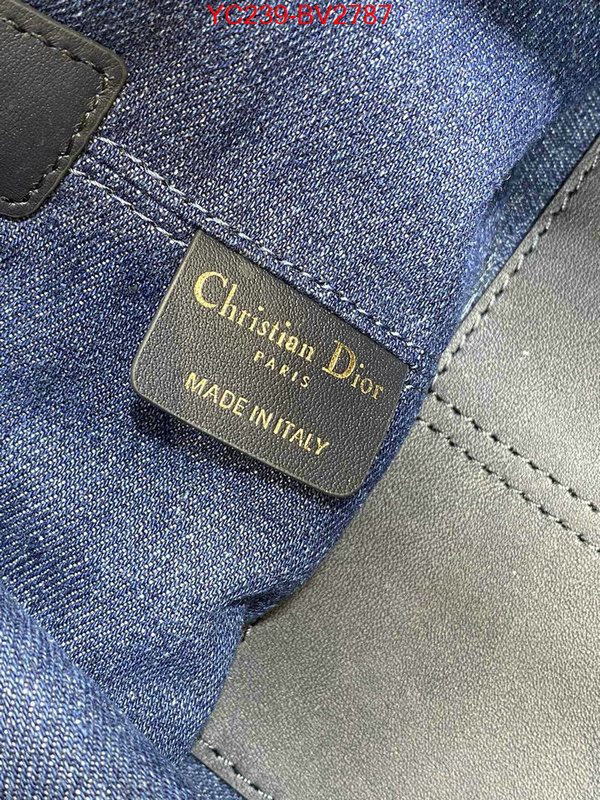 YC239-BV2787
Christian Dior
PARIS
MADE IN ITALY